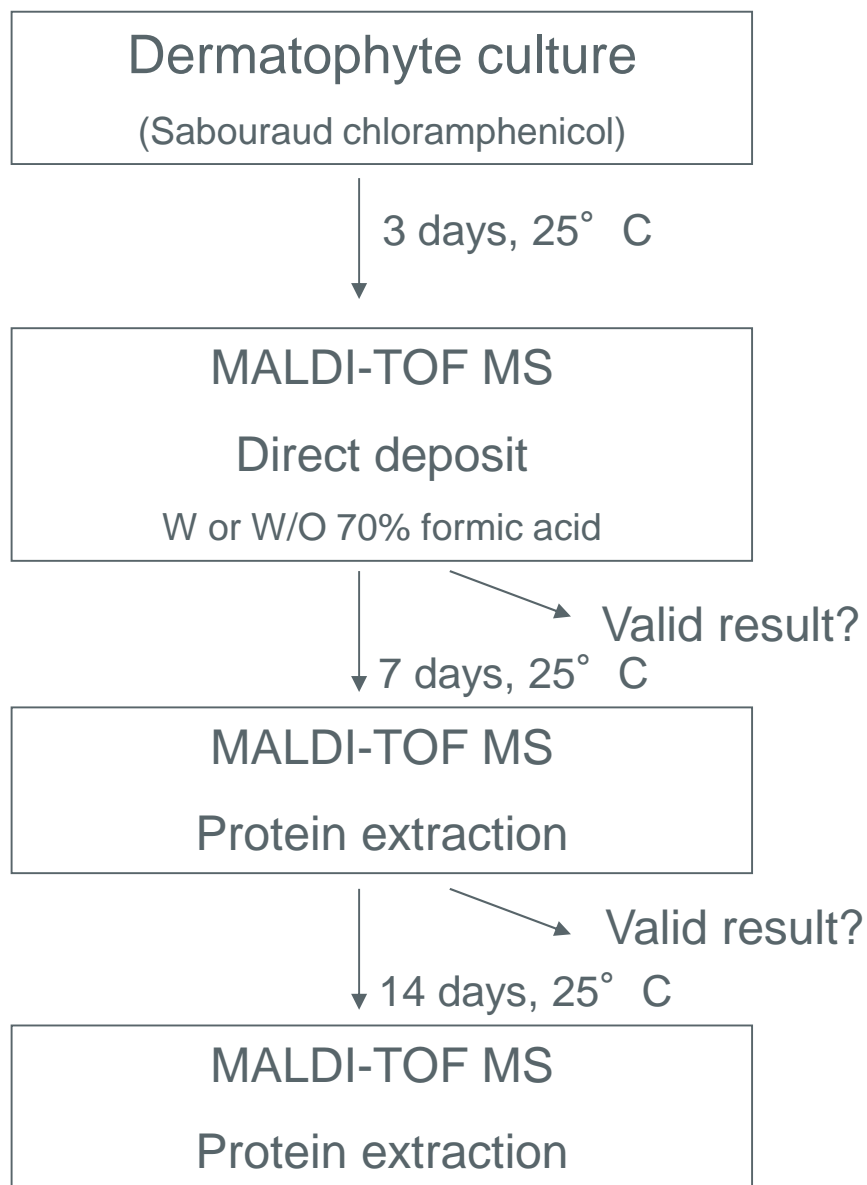 Dermatophyte culture
(Sabouraud chloramphenicol)
3 days, 25° C
MALDI-TOF MS
Direct deposit
W or W/O 70% formic acid
Valid result?
7 days, 25° C
MALDI-TOF MS
Protein extraction
Valid result?
14 days, 25° C
MALDI-TOF MS
Protein extraction